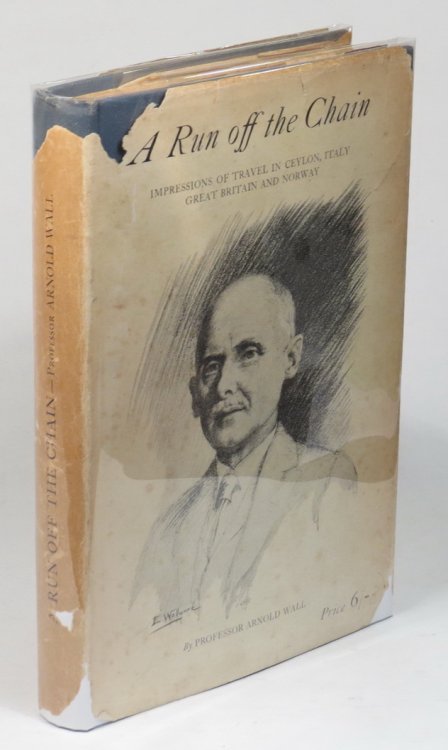 A Run off the Chain
IMPRESSIONS OF TRAVEL IN CEYLON, ITALY
GREAT BRITAIN AND NORWAY
By PROFESSOR ARNOLD WALL
Price 6/-
A RUN OFF THE CHAIN—PROFESSOR ARNOLD WALL